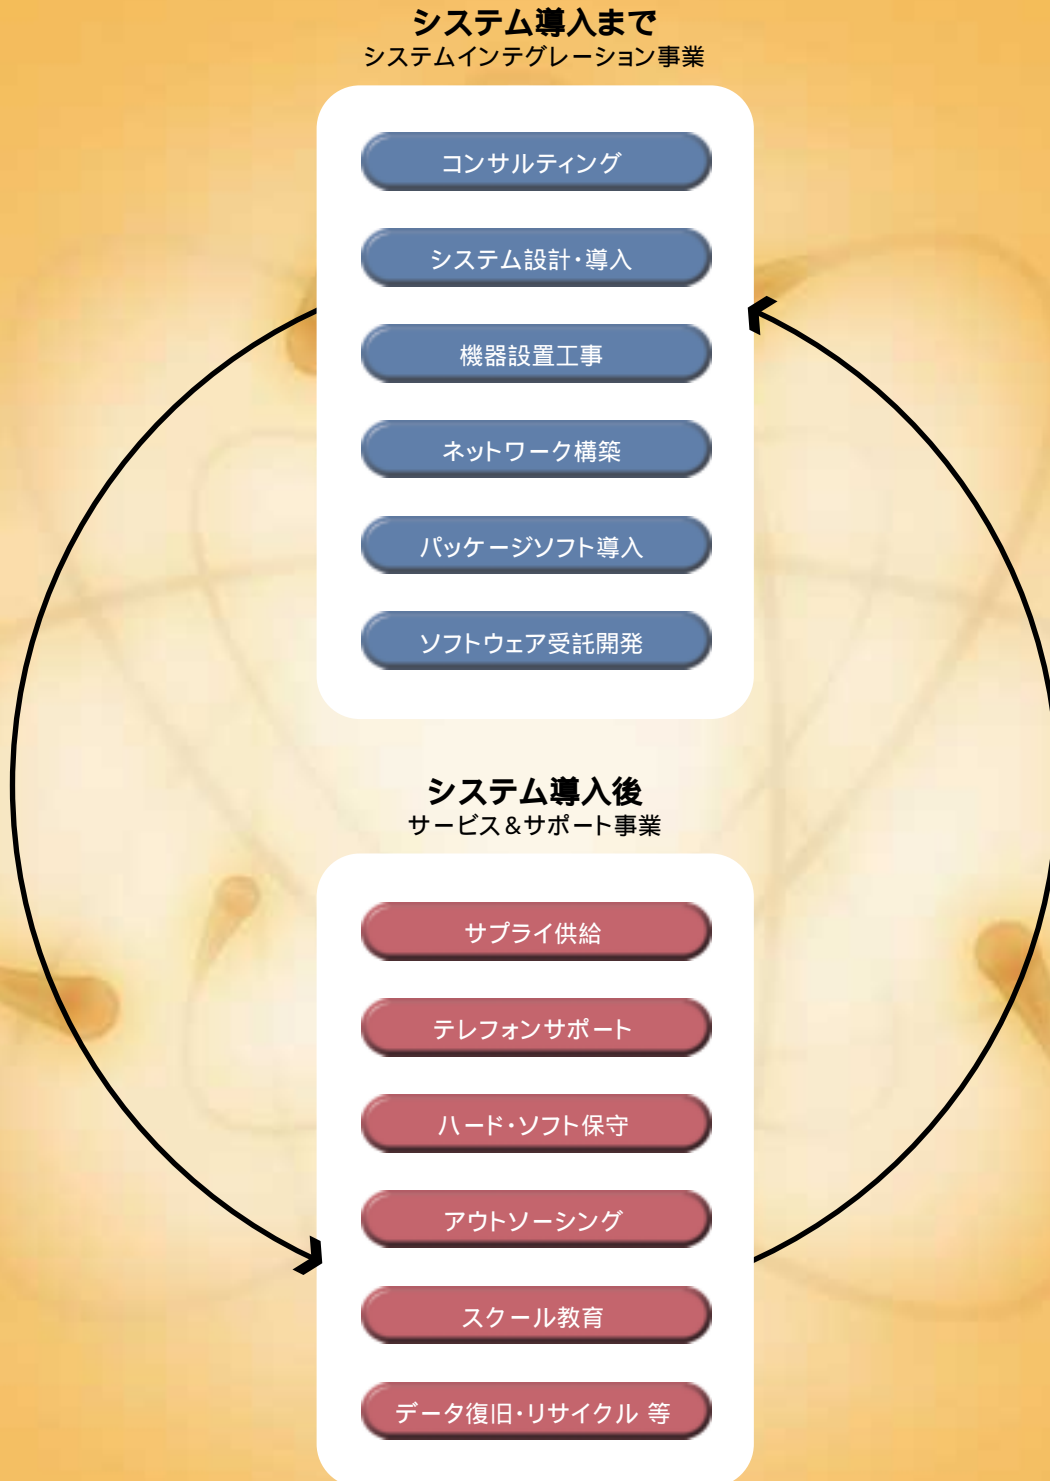 システム導入まで
システムインテグレーション事業
コンサルティング
システム設計・導入
機器設置工事
ネットワーク構築
パッケージソフト導入
ソフトウェア受託開発
システム導入後
サービス&サポート事業
サプライ供給
テレフォンサポート
ハード・ソフト保守
アウトソーシング
スクール教育
データ復旧・リサイクル 等